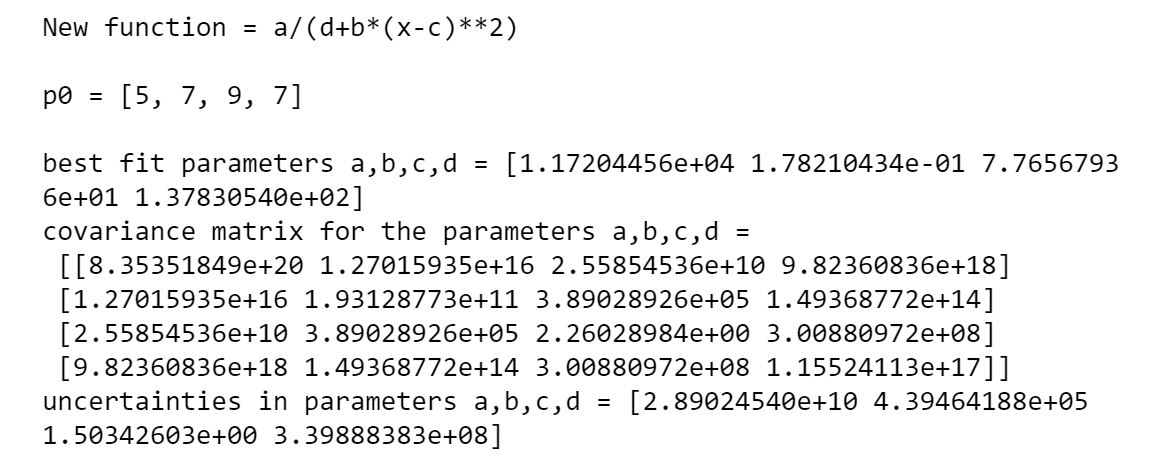 New function = a/(d+b*(x-c)**2)
p0 = [5, 7, 9, 7]
best fit parameters a,b,c,d = [1.17204456e+04 1.78210434e-01 7.7656793
6e+01 1.37830540e+02]
covariance matrix for the parameters a,b,c,d =
[[8.35351849e+20 1.27015935e+16 2.55854536e+10 9.82360836e+18]
[1.27015935e+16 1.93128773e+11 3.89028926e+05 1.49368772e+14]
[2.55854536e+10 3.89028926e+05 2.26028984e+00 3.00880972e+08]
[9.82360836e+18 1.49368772e+14 3.00880972e+08 1.15524113e+17]]
uncertainties in parameters a,b,c,d = [2.89024540e+10 4.39464188e+05
1.50342603e+00 3.39888383e+08]